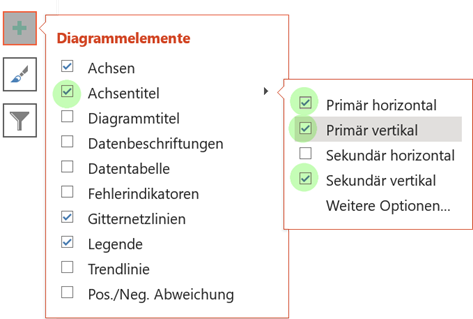 Diagrammelemente
Achsen
Achsentitel
Diagrammtitel
Datenbeschriftungen
Datentabelle
Fehlerindikatoren
Gitternetzlinien
Legende
Trendlinie
Pos./Neg. Abweichung
Primär horizontal
Primär vertikal
Sekundär horizontal
Sekundär vertikal
Weitere Optionen...